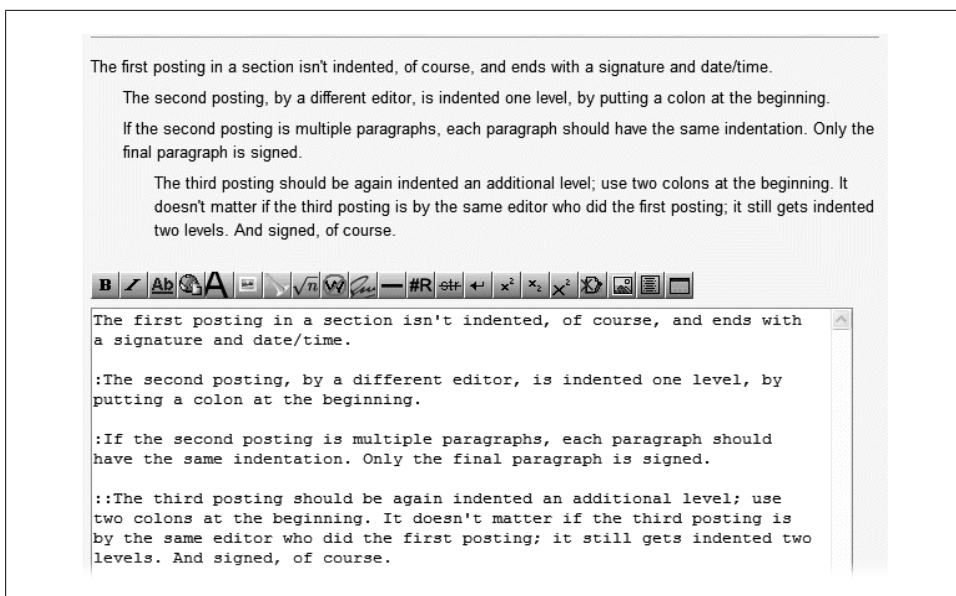 The first posting in a section isn't indented, of course, and ends with a signature and date/time.
The second posting, by a different editor, is indented one level, by putting a colon at the beginning.
If the second posting is multiple paragraphs, each paragraph should have the same indentation. Only the
final paragraph is signed.
The third posting should be again indented an additional level; use two colons at the beginning. It
doesn't matter if the third posting is by the same editor who did the first posting; it still gets indented
two levels. And signed, of course.
B I Ab A √n W — #R str ↵ x² x₂ x²
The first posting in a section isn't indented, of course, and ends with
a signature and date/time.
:The second posting, by a different editor, is indented one level, by
putting a colon at the beginning.
:If the second posting is multiple paragraphs, each paragraph should
have the same indentation. Only the final paragraph is signed.
::The third posting should be again indented an additional level; use
two colons at the beginning. It doesn't matter if the third posting is
by the same editor who did the first posting; it still gets indented two
levels. And signed, of course.